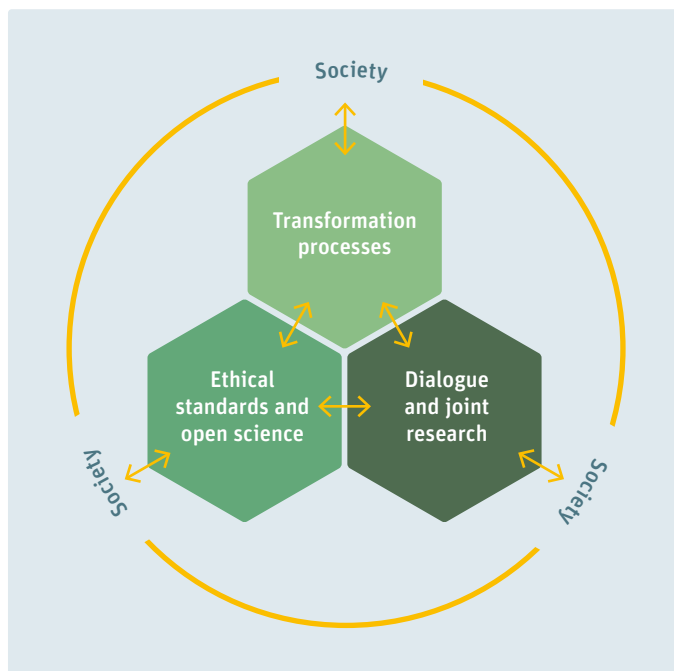 Society
Transformation
processes
Ethical
standards and
open science
Dialogue
and joint
research
Society
Society